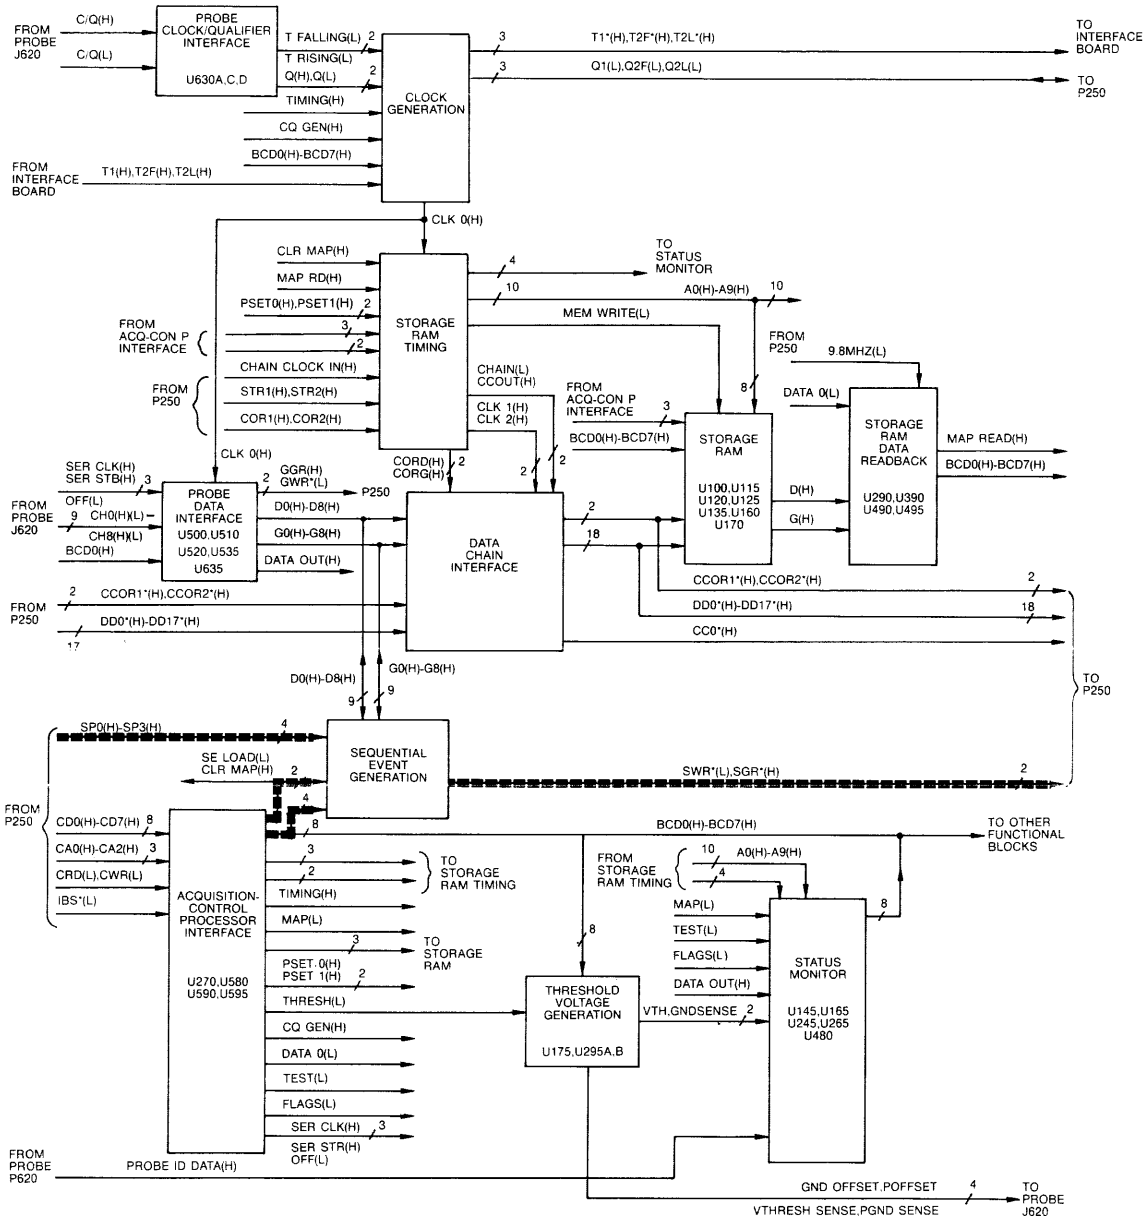 FROM
PROBE
J620
C/Q(H)
C/Q(L)
PROBE
CLOCK/QUALIFIER
INTERFACE
U630A,C,D
T FALLING(L)
2
T RISING(L)
Q(H),Q(L)
2
TIMING(H)
CQ GEN(H)
BCD0(H)-BCD7(H)
FROM
INTERFACE
BOARD
T1(H),T2F(H),T2L(H)
CLOCK
GENERATION
3
T1*(H),T2F*(H),T2L*(H)
TO
INTERFACE
BOARD
3
Q1(L),Q2F(L),Q2L(L)
TO
P250
CLK 0(H)
CLR MAP(H)
MAP RD(H)
PSET0(H),PSET1(H)
2
FROM
ACQ-CON P
INTERFACE
3
2
CHAIN CLOCK IN(H)
FROM
P250
STR1(H),STR2(H)
COR1(H),COR2(H)
STORAGE
RAM
TIMING
4
TO
STATUS
MONITOR
10
A0(H)-A9(H)
10
MEM WRITE(L)
CHAIN(L)
CCOUT(H)
CLK 1(H)
CLK 2(H)
2
2
CORD(H)
CORG(H)
2
FROM
P250
9.8MHZ(L)
8
DATA 0(L)
FROM
ACQ-CON P
INTERFACE
3
BCD0(H)-BCD7(H)
STORAGE
RAM
U100,U115
U120,U125
U135,U160
U170
D(H)
G(H)
STORAGE
RAM
DATA
READBACK
U290,U390
U490,U495
MAP READ(H)
BCD0(H)-BCD7(H)
CLK 0(H)
SER CLK(H)
SER STB(H)
3
OFF(L)
FROM
PROBE
J620
9
CH0(H)(L) –
CH8(H)(L)
BCD0(H)
PROBE
DATA
INTERFACE
U500,U510
U520,U535
U635
2
GGR(H)
GWR*(L)
P250
D0(H)-D8(H)
G0(H)-G8(H)
DATA OUT(H)
FROM
P250
2
CCOR1*(H),CCOR2*(H)
DD0*(H)-DD17*(H)
17
DATA
CHAIN
INTERFACE
2
18
CCOR1*(H),CCOR2*(H)
2
DD0*(H)-DD17*(H)
18
CC0*(H)
TO
P250
D0(H)-D8(H)
G0(H)-G8(H)
9
9
SP0(H)-SP3(H)
4
SE LOAD(L)
CLR MAP(H)
2
4
SEQUENTIAL
EVENT
GENERATION
SWR*(L),SGR*(H)
2
FROM
P250
CD0(H)-CD7(H)
8
CA0(H)-CA2(H)
3
CRD(L),CWR(L)
IBS*(L)
ACQUISITION-
CONTROL
PROCESSOR
INTERFACE
U270,U580
U590,U595
8
BCD0(H)-BCD7(H)
TO OTHER
FUNCTIONAL
BLOCKS
3
2
TO
STORAGE
RAM TIMING
TIMING(H)
MAP(L)
3
TO
STORAGE
RAM
PSET 0(H)
PSET 1(H)
2
THRESH(L)
CQ GEN(H)
DATA 0(L)
TEST(L)
FLAGS(L)
SER CLK(H)
3
SER STR(H)
OFF(L)
8
THRESHOLD
VOLTAGE
GENERATION
U175,U295A,B
VTH,GNDSENSE
2
FROM
STORAGE
RAM TIMING
10
A0(H)-A9(H)
4
MAP(L)
TEST(L)
FLAGS(L)
DATA OUT(H)
STATUS
MONITOR
U145,U165
U245,U265
U480
8
FROM
PROBE
P620
PROBE ID DATA(H)
GND OFFSET,POFFSET
4
VTHRESH SENSE,PGND SENSE
TO
PROBE
J620